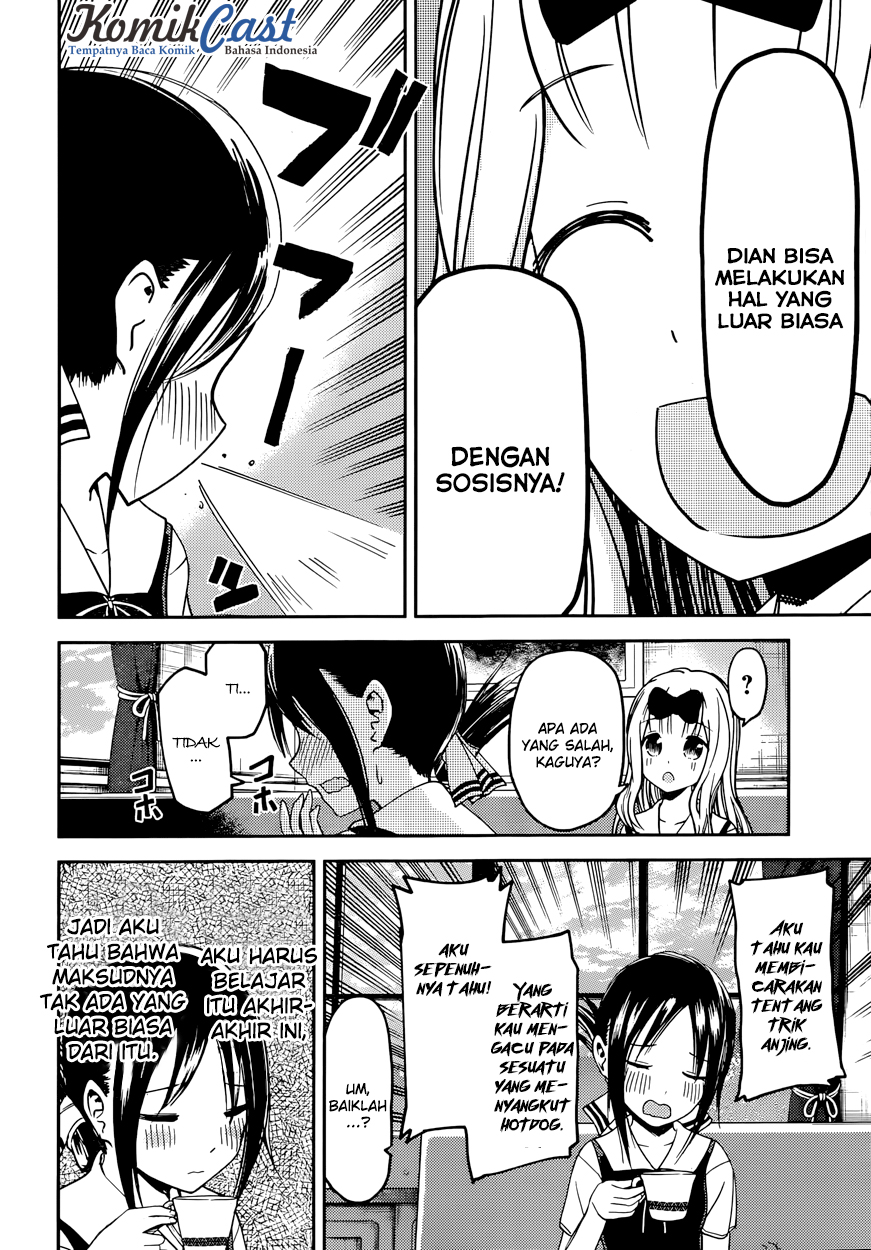 KomikCast
Tempatnya Baca Komik Bahasa Indonesia
DIAN BISA
MELAKUKAN
HAL YANG
LUAR BIASA
DENGAN
SOSISNYA!
ブ
フ
ー
ッ
?
APA ADA
YANG SALAH,
KAGUYA?
TI...
TIDAK
...
コホ
コホ
AKU
TAHU KAU
MEMBI-
CARAKAN
TENTANG
TRIK
ANJING.
YANG
BERARTI
KAU MEN-
GACU PADA
SESUATU
YANG ME-
NYANGKUT
HOTDOG.
AKU
SEPENUH-
NYA TAHU!
UM,
BAIKLAH
...?
AKU HARUS
BELAJAR
ITU AKHIR-
AKHIR INI,
JADI AKU
TAHU BAHWA
MAKSUDNYA
TAK ADA YANG
LUAR BIASA
DARI ITU.